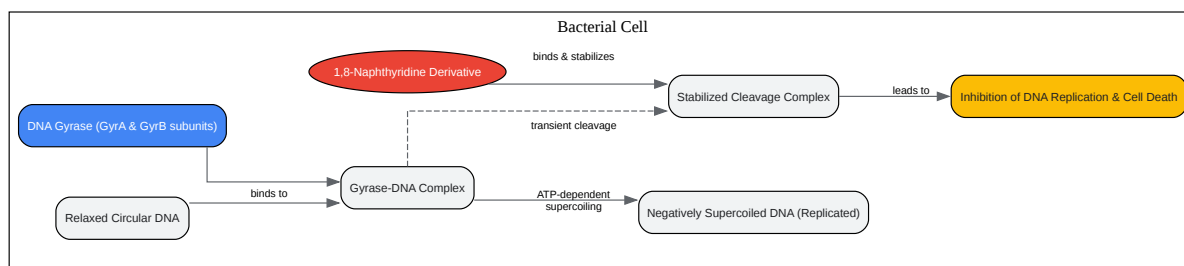 Bacterial Cell
binds & stabilizes
1,8-Naphthyridine Derivative
Stabilized Cleavage Complex
leads to
Inhibition of DNA Replication & Cell Death
DNA Gyrase (GyrA & GyrB subunits)
transient cleavage
Gyrase-DNA Complex
binds to
ATP-dependent
supercoiling
Relaxed Circular DNA
Negatively Supercoiled DNA (Replicated)